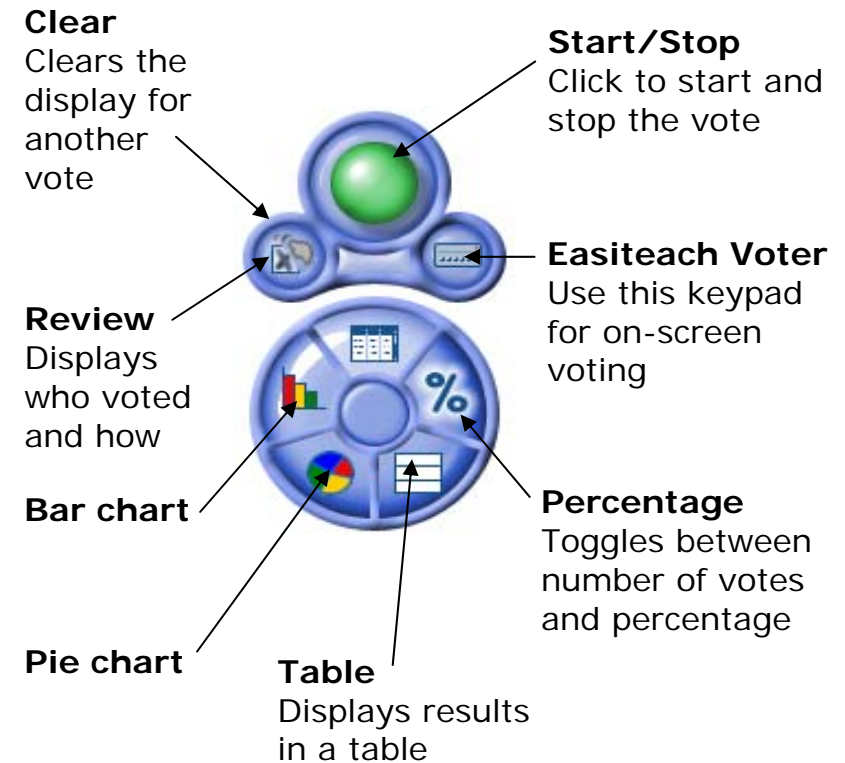 Clear
Clears the
display for
another
vote
Start/Stop
Click to start and
stop the vote
Easiteach Voter
Use this keypad
for on-screen
voting
Review
Displays
who voted
and how
%
Bar chart
Percentage
Toggles between
number of votes
and percentage
Pie chart
Table
Displays results
in a table